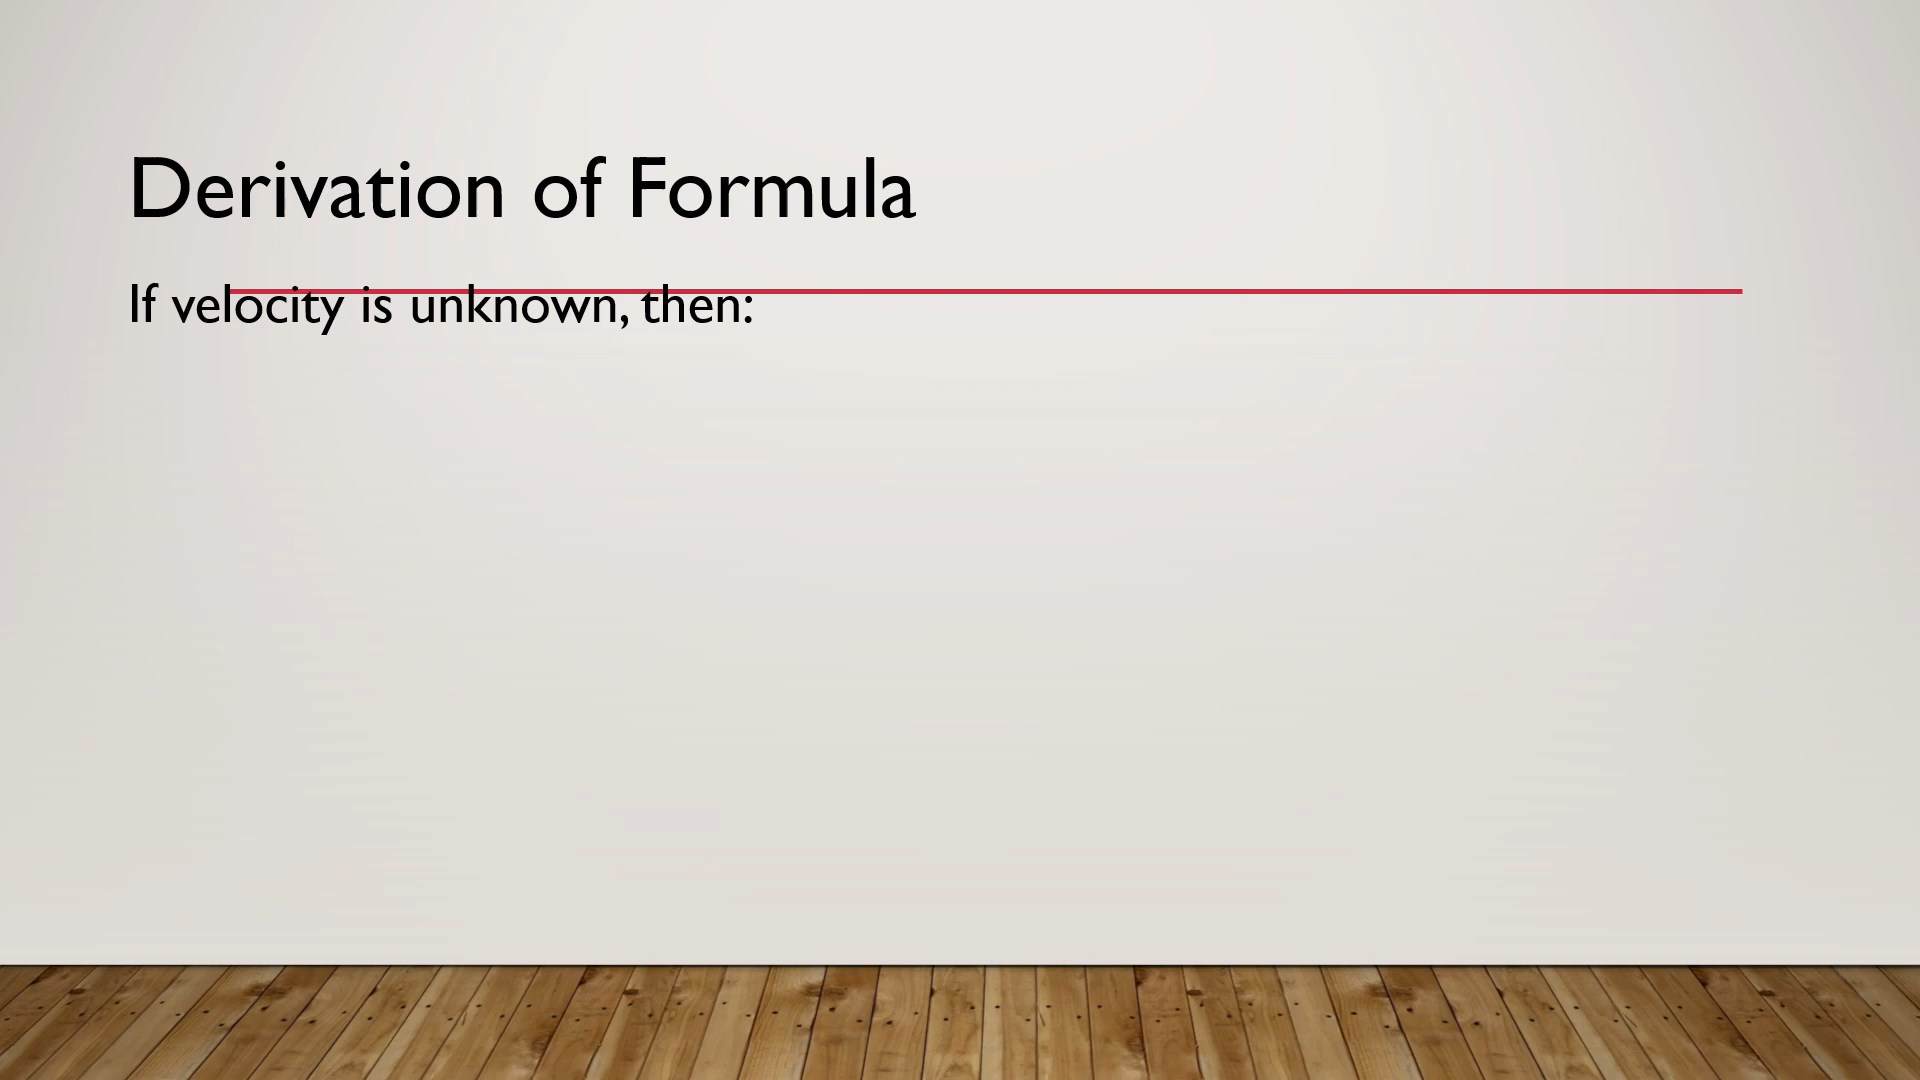 Derivation of Formula
If velocity is unknown, then: